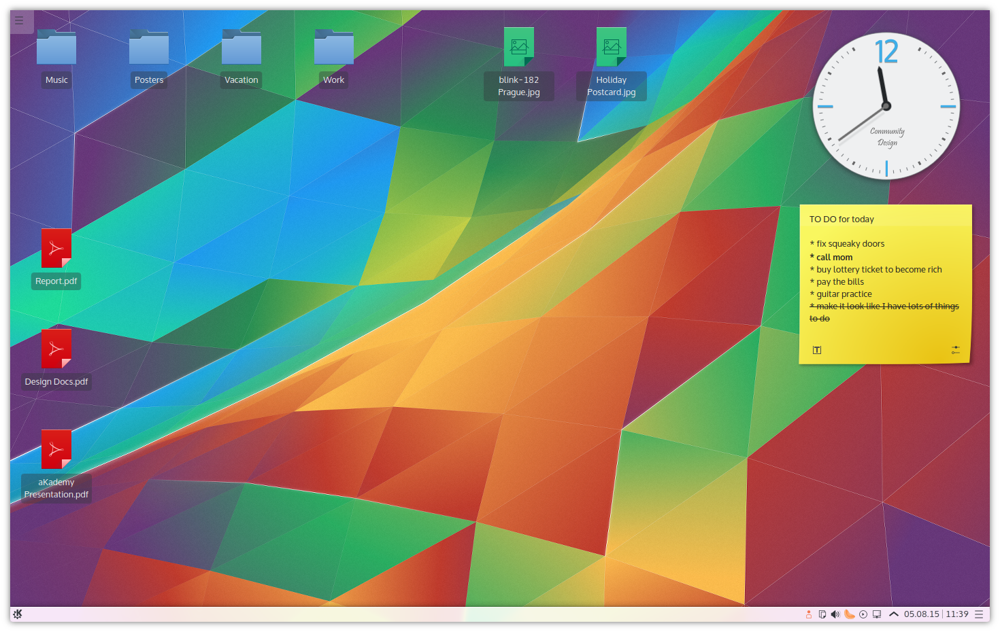 Music
Posters
Vacation
Work
blink-182
Prague.jpg
Holiday
Postcard.jpg
12
Community
Design
Report.pdf
TO DO for today
* fix squeaky doors
* call mom
* buy lottery ticket to become rich
* pay the bills
* guitar practice
* make it look like I have lots of things
to do
T
Design Docs.pdf
aKademy
Presentation.pdf
05.08.15
11:39